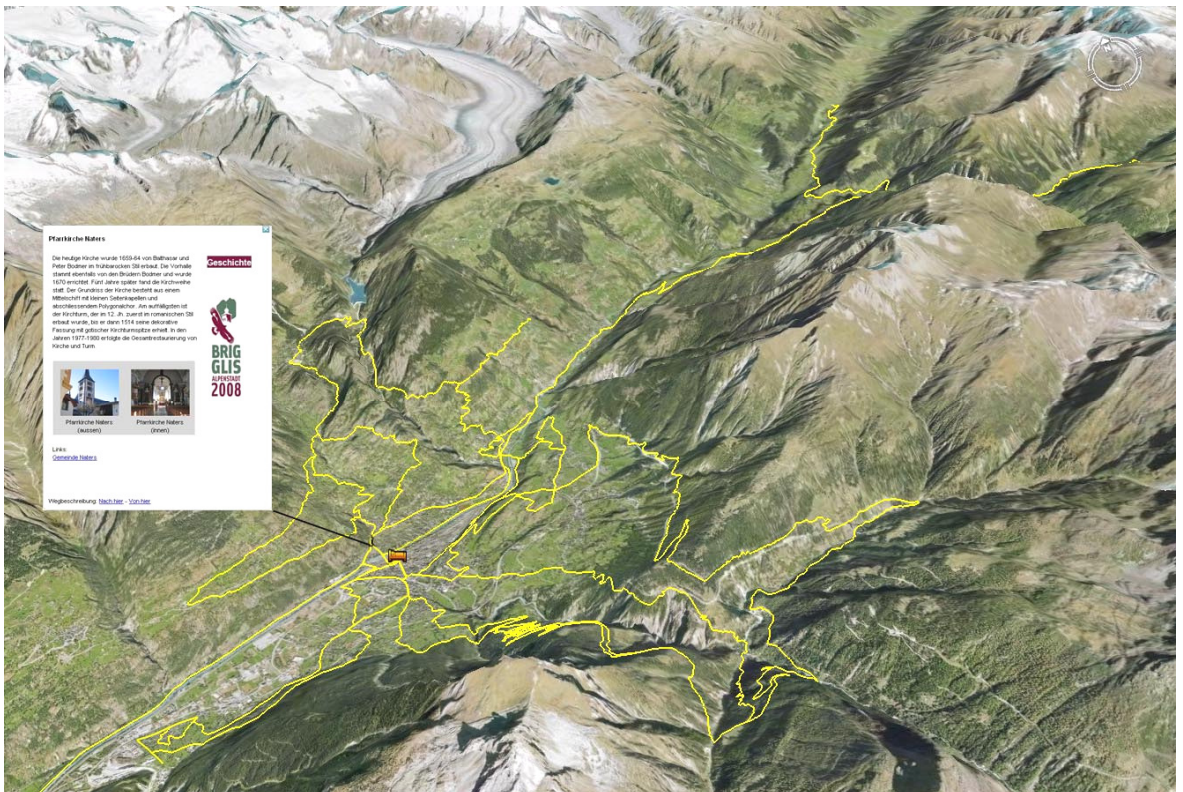 Pfarrkirche Naters
Die heutige Kirche wurde 1659-64 von Balthasar und
Peter Bodmer im frühbarocken Stil erbaut. Die Vorhalle
stammt ebenfalls von den Brüdern Bodmer und wurde
1670 errichtet. Fünf Jahre später fand die Kirchweihe
statt. Der Grundriss der Kirche besteht aus einem
Mittelschiff mit kleinen Seitenkapellen und
abschliessendem Polygonalchor. Am auffälligsten ist
der Kirchturm, der im 12. Jh. zuerst im romanischen Stil
erbaut wurde, bis er dann 1514 seine dekorative
Fassung mit gotischer Kirchturmspitze erhielt. In den
Jahren 1977-1980 erfolgte die Gesamtrestaurierung von
Kirche und Turm.
Geschichte
BRIG
GLIS
ALPENSTADT
2008
Pfarrkirche Naters
(aussen)
Pfarrkirche Naters
(innen)
Links:
Gemeinde Naters
Wegbeschreibung: Nach hier - Von hier
N